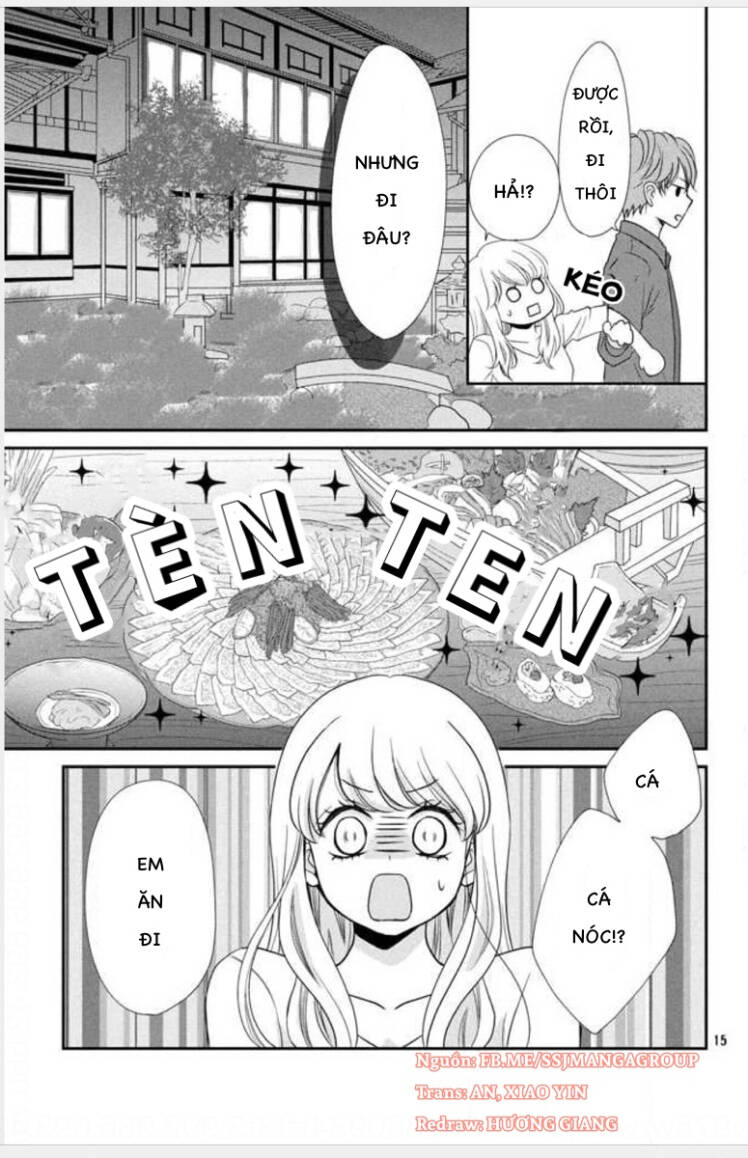 ĐƯỢC
RỒI,
ĐI
THÔI
HẢ!?
KÉO
NHƯNG
ĐI
ĐÂU?
TÈN TEN
CÁ
CÁ
NÓC!?
EM
ĂN
ĐI
15
Nguồn: FB.ME/SSJMANGAGROUP
Trans: AN, XIAO YIN
Redraw: HƯƠNG GIANG